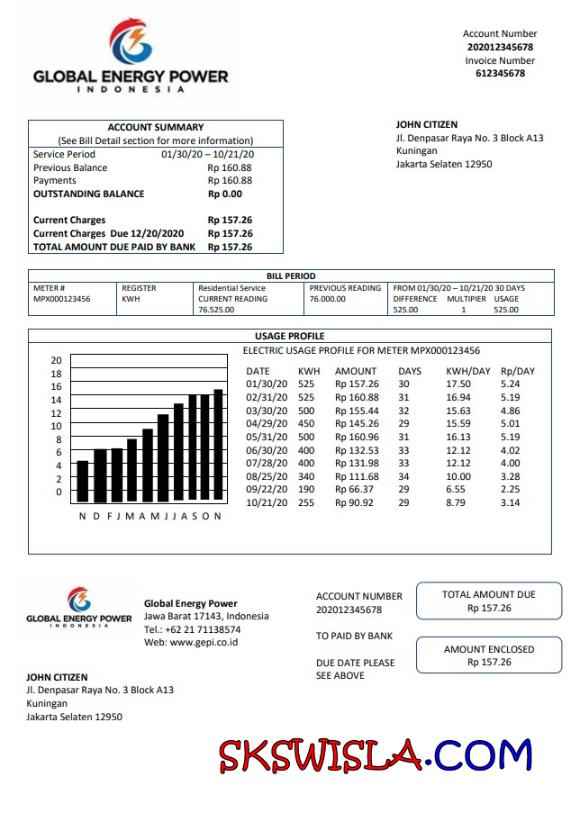 GLOBAL ENERGY POWER
INDONESIA
Account Number
202012345678
Invoice Number
612345678
ACCOUNT SUMMARY
(See Bill Detail section for more information)
Service Period 01/30/20 – 10/21/20
Previous Balance Rp 160.88
Payments Rp 160.88
OUTSTANDING BALANCE Rp 0.00
Current Charges Rp 157.26
Current Charges Due 12/20/2020 Rp 157.26
TOTAL AMOUNT DUE PAID BY BANK Rp 157.26
JOHN CITIZEN
Jl. Denpasar Raya No. 3 Block A13
Kuningan
Jakarta Selaten 12950
BILL PERIOD
METER # REGISTER Residential Service PREVIOUS READING FROM 01/30/20 – 10/21/20 30 DAYS
MPX000123456 KWH CURRENT READING 76.000.00 DIFFERENCE MULTIPLIER USAGE
76.525.00 525.00 1 525.00
USAGE PROFILE
ELECTRIC USAGE PROFILE FOR METER MPX000123456
20
18
16
14
12
10
8
6
4
2
0
N D F J M A M J J A S O N
DATE KWH AMOUNT DAYS KWH/DAY Rp/DAY
01/30/20 525 Rp 157.26 30 17.50 5.24
02/31/20 525 Rp 160.88 31 16.94 5.19
03/30/20 500 Rp 155.44 32 15.63 4.86
04/29/20 450 Rp 145.26 29 15.59 5.01
05/31/20 500 Rp 160.96 31 16.13 5.19
06/30/20 400 Rp 132.53 33 12.12 4.02
07/28/20 400 Rp 131.98 33 12.12 4.00
08/25/20 340 Rp 111.68 34 10.00 3.28
09/22/20 190 Rp 66.37 29 6.55 2.25
10/21/20 255 Rp 90.92 29 8.79 3.14
GLOBAL ENERGY POWER
INDONESIA
Global Energy Power
Jawa Barat 17143, Indonesia
Tel.: +62 21 71138574
Web: www.gepi.co.id
ACCOUNT NUMBER
202012345678
TO PAID BY BANK
DUE DATE PLEASE
SEE ABOVE
TOTAL AMOUNT DUE
Rp 157.26
AMOUNT ENCLOSED
Rp 157.26
JOHN CITIZEN
Jl. Denpasar Raya No. 3 Block A13
Kuningan
Jakarta Selaten 12950
SKSWISLA.COM